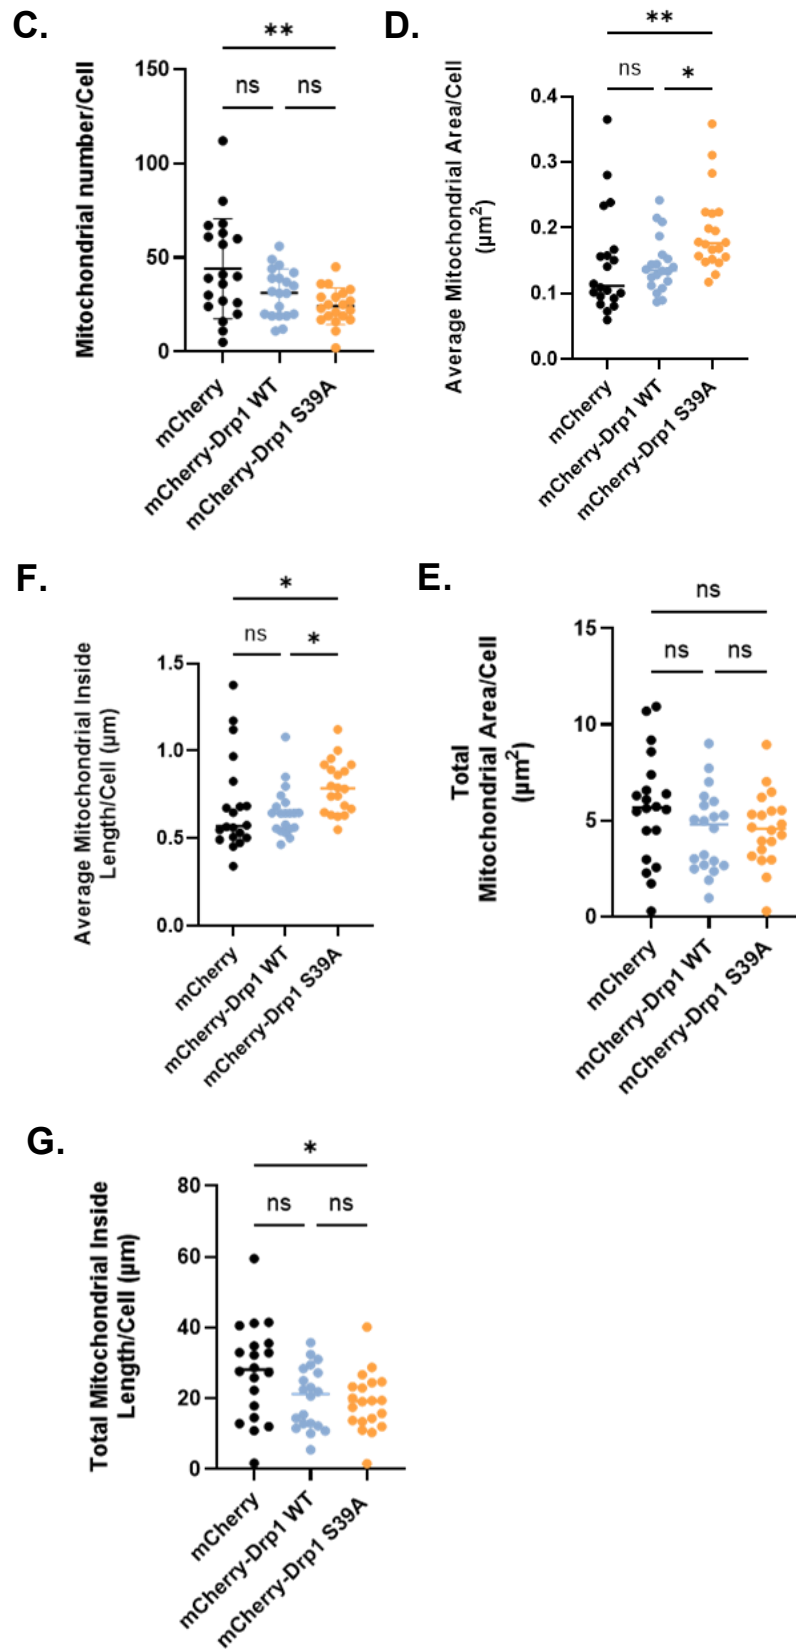 C.
**
Mitochondrial number/Cell
ns
ns
150
100
50
0
mCherry
mCherry-Drp1 WT
mCherry-Drp1 S39A
D.
**
Average Mitochondrial Area/Cell
(µm²)
ns
*
0.4
0.3
0.2
0.1
0.0
mCherry
mCherry-Drp1 WT
mCherry-Drp1 S39A
F.
*
Average Mitochondrial Inside
Length/Cell (µm)
ns
*
1.5
1.0
0.5
0.0
mCherry
mCherry-Drp1 WT
mCherry-Drp1 S39A
E.
ns
Total
Mitochondrial Area/Cell
(µm²)
ns
ns
15
10
5
0
mCherry
mCherry-Drp1 WT
mCherry-Drp1 S39A
G.
*
Total Mitochondrial Inside
Length/Cell (µm)
ns
ns
80
60
40
20
0
mCherry
mCherry-Drp1 WT
mCherry-Drp1 S39A